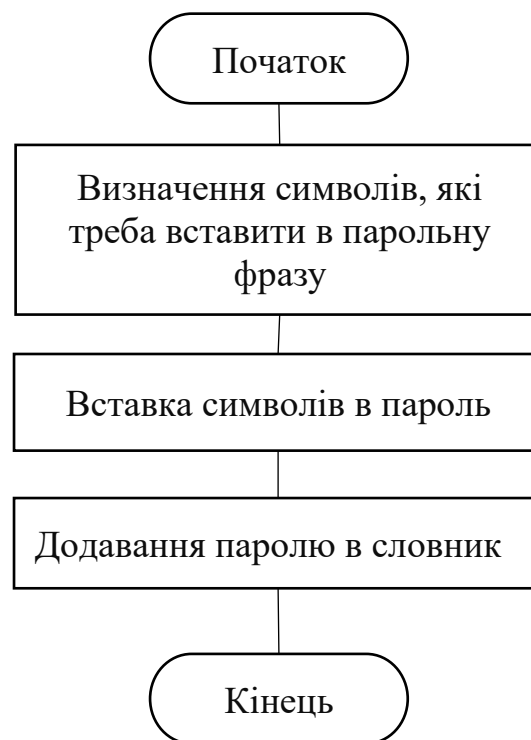 Початок
Визначення символів, які
треба вставити в парольну
фразу
Вставка символів в пароль
Додавання паролю в словник
Кінець